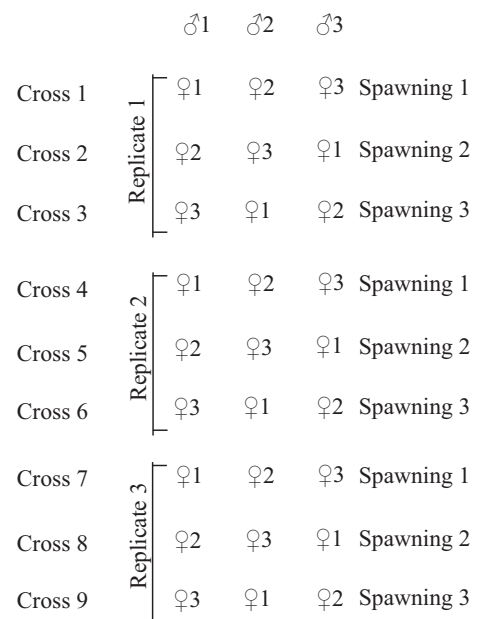 ♂1 ♂2 ♂3
Cross 1 ♀1 ♀2 ♀3 Spawning 1
Cross 2 ♀2 ♀3 ♀1 Spawning 2
Cross 3 ♀3 ♀1 ♀2 Spawning 3
Replicate 1
Cross 4 ♀1 ♀2 ♀3 Spawning 1
Cross 5 ♀2 ♀3 ♀1 Spawning 2
Cross 6 ♀3 ♀1 ♀2 Spawning 3
Replicate 2
Cross 7 ♀1 ♀2 ♀3 Spawning 1
Cross 8 ♀2 ♀3 ♀1 Spawning 2
Cross 9 ♀3 ♀1 ♀2 Spawning 3
Replicate 3